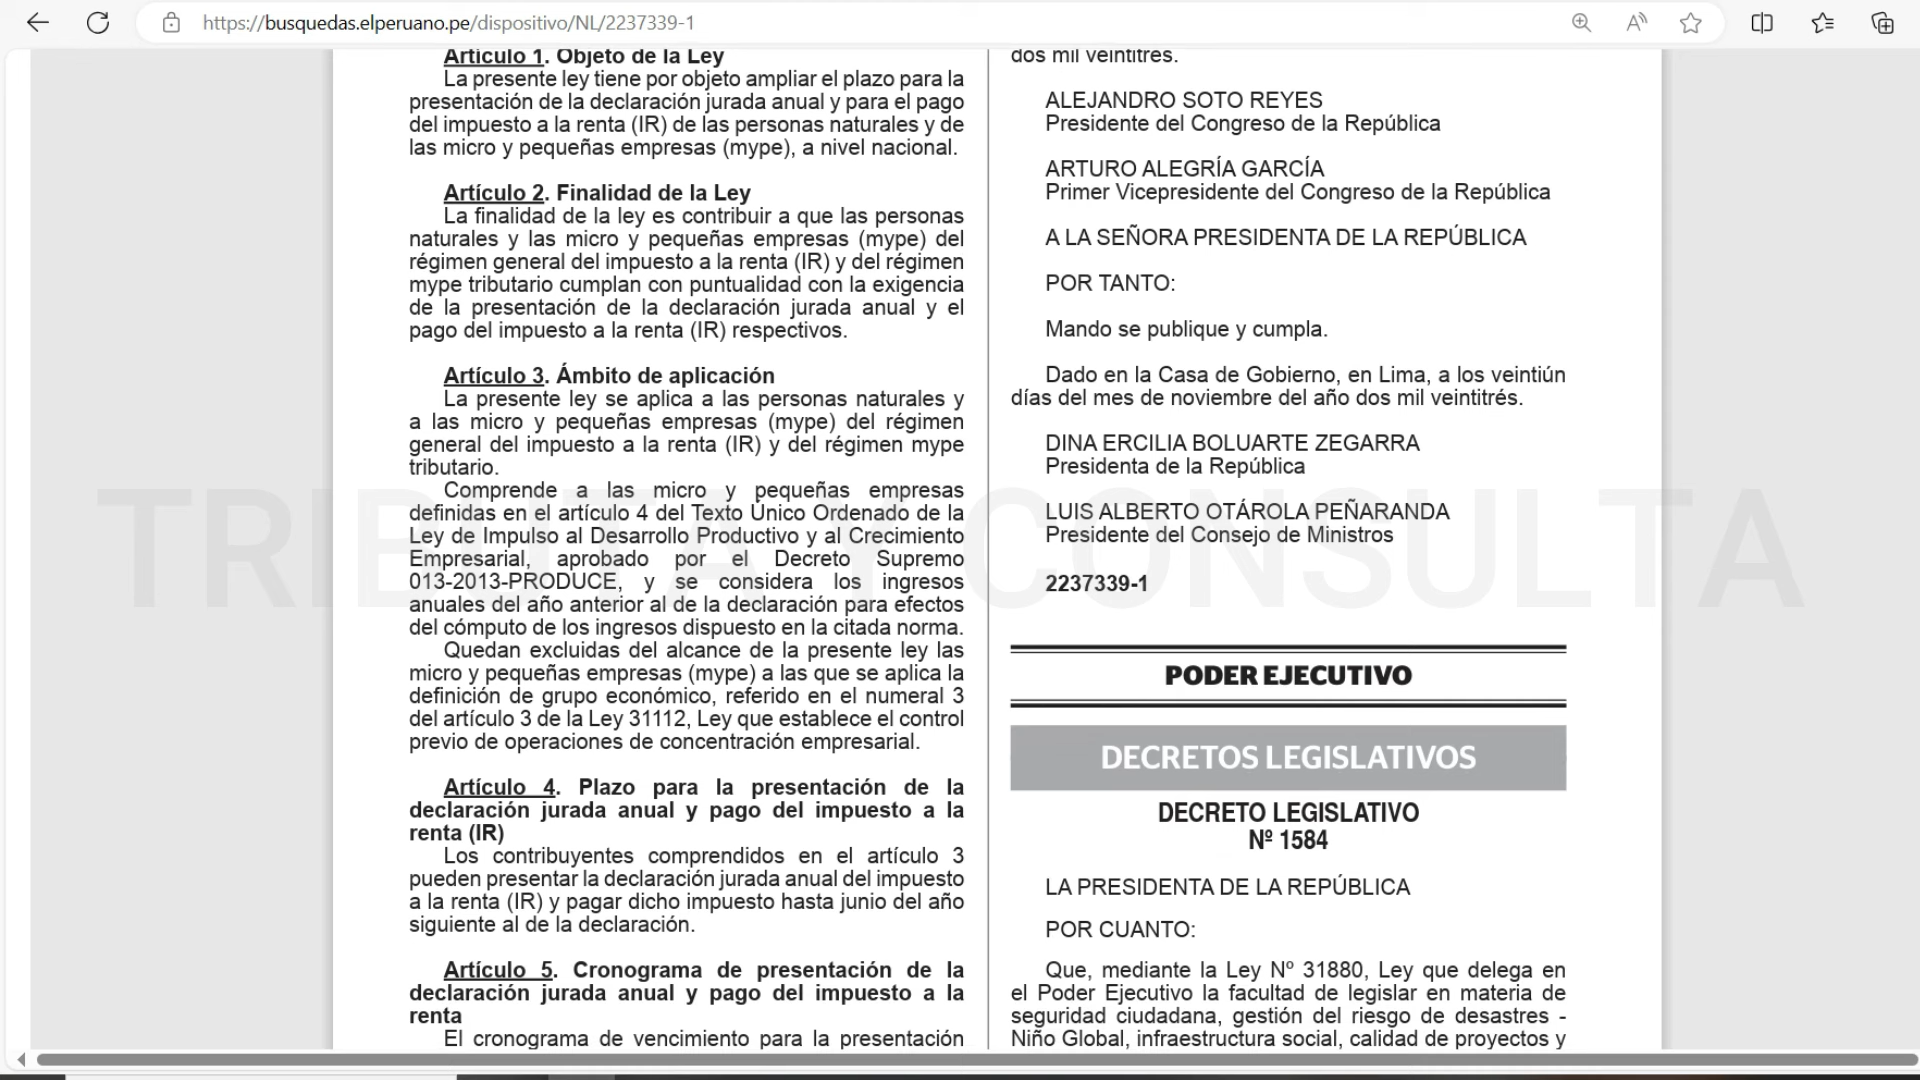 https://busquedas.elperuano.pe/dispositivo/NL/2237339-1
Artículo 1. Objeto de la Ley
La presente ley tiene por objeto ampliar el plazo para la
presentación de la declaración jurada anual y para el pago
del impuesto a la renta (IR) de las personas naturales y de
las micro y pequeñas empresas (mype), a nivel nacional.
Artículo 2. Finalidad de la Ley
La finalidad de la ley es contribuir a que las personas
naturales y las micro y pequeñas empresas (mype) del
régimen general del impuesto a la renta (IR) y del régimen
mype tributario cumplan con puntualidad con la exigencia
de la presentación de la declaración jurada anual y el
pago del impuesto a la renta (IR) respectivos.
Artículo 3. Ámbito de aplicación
La presente ley se aplica a las personas naturales y
a las micro y pequeñas empresas (mype) del régimen
general del impuesto a la renta (IR) y del régimen mype
tributario.
Comprende a las micro y pequeñas empresas
definidas en el artículo 4 del Texto Único Ordenado de la
Ley de Impulso al Desarrollo Productivo y al Crecimiento
Empresarial, aprobado por el Decreto Supremo
013-2013-PRODUCE, y se considera los ingresos
anuales del año anterior al de la declaración para efectos
del cómputo de los ingresos dispuesto en la citada norma.
Quedan excluidas del alcance de la presente ley las
micro y pequeñas empresas (mype) a las que se aplica la
definición de grupo económico, referido en el numeral 3
del artículo 3 de la Ley 31112, Ley que establece el control
previo de operaciones de concentración empresarial.
Artículo 4. Plazo para la presentación de la
declaración jurada anual y pago del impuesto a la
renta (IR)
Los contribuyentes comprendidos en el artículo 3
pueden presentar la declaración jurada anual del impuesto
a la renta (IR) y pagar dicho impuesto hasta junio del año
siguiente al de la declaración.
Artículo 5. Cronograma de presentación de la
declaración jurada anual y pago del impuesto a la
renta
El cronograma de vencimiento para la presentación
dos mil veintitrés.
ALEJANDRO SOTO REYES
Presidente del Congreso de la República
ARTURO ALEGRÍA GARCÍA
Primer Vicepresidente del Congreso de la República
A LA SEÑORA PRESIDENTA DE LA REPÚBLICA
POR TANTO:
Mando se publique y cumpla.
Dado en la Casa de Gobierno, en Lima, a los veintiún
días del mes de noviembre del año dos mil veintitrés.
DINA ERCILIA BOLUARTE ZEGARRA
Presidenta de la República
LUIS ALBERTO OTÁROLA PEÑARANDA
Presidente del Consejo de Ministros
2237339-1
PODER EJECUTIVO
DECRETOS LEGISLATIVOS
DECRETO LEGISLATIVO
Nº 1584
LA PRESIDENTA DE LA REPÚBLICA
POR CUANTO:
Que, mediante la Ley Nº 31880, Ley que delega en
el Poder Ejecutivo la facultad de legislar en materia de
seguridad ciudadana, gestión del riesgo de desastres -
Niño Global, infraestructura social, calidad de proyectos y
TRIBUTA Y CONSULTA